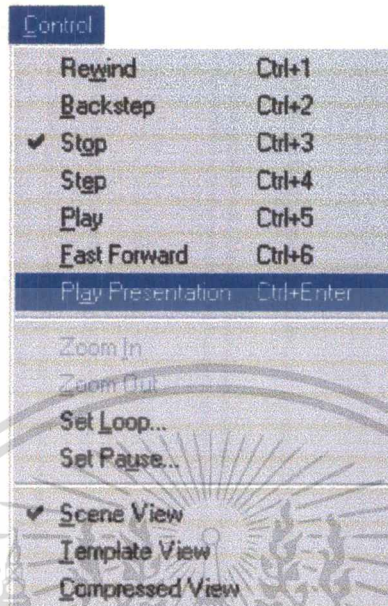 Control
Rewind Ctrl+1
Backstep Ctrl+2
Stop Ctrl+3
Step Ctrl+4
Play Ctrl+5
Fast Forward Ctrl+6
Play Presentation Ctrl+Enter
Zoom In
Zoom Out
Set Loop...
Set Pause...
Scene View
Template View
Compressed View